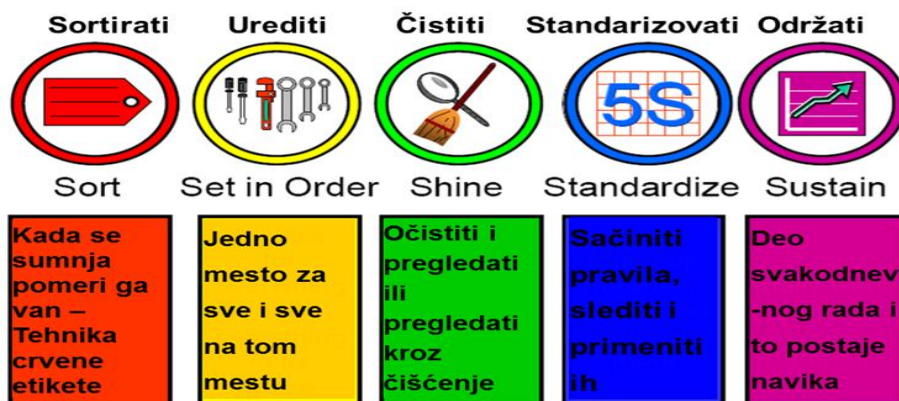 Sortirati Urediti Čistiti Standarizovati Održati
5S
Sort Set in Order Shine Standardize Sustain
Kada se
sumnja
pomeri ga
van –
Tehnika
crvene
etikete
Jedno
mesto za
sve i sve
na tom
mestu
Očistiti i
pregledati
ili
pregledati
kroz
čišćenje
Sačiniti
pravila,
slediti i
primeniti
ih
Deo
svakodnev
-nog rada i
to postaje
navika